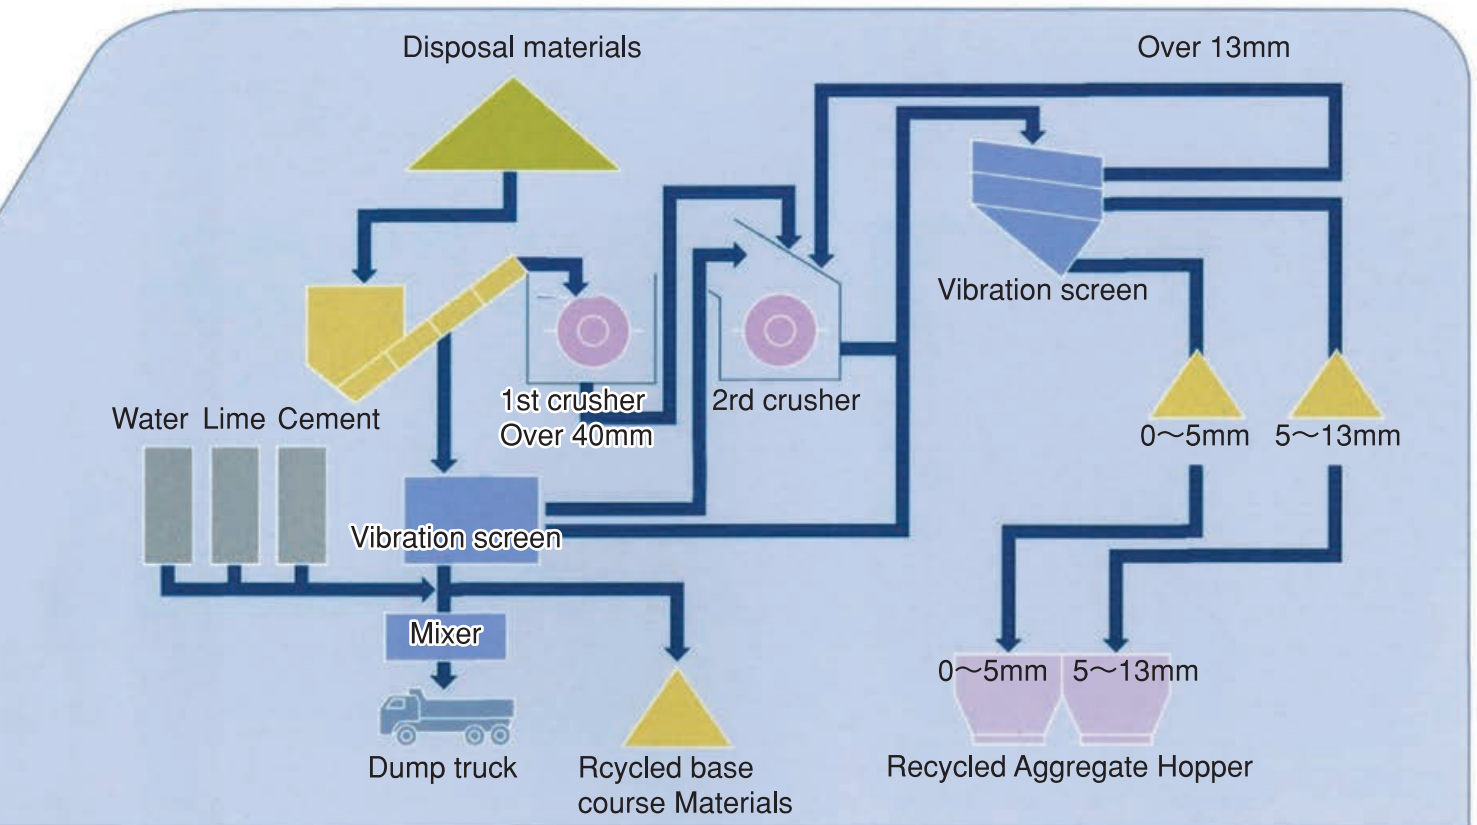 Disposal materials
Over 13mm
Vibration screen
1st crusher
Over 40mm
2rd crusher
Water Lime Cement
0～5mm 5～13mm
Vibration screen
Mixer
0～5mm 5～13mm
Dump truck
Rcycled base
course Materials
Recycled Aggregate Hopper